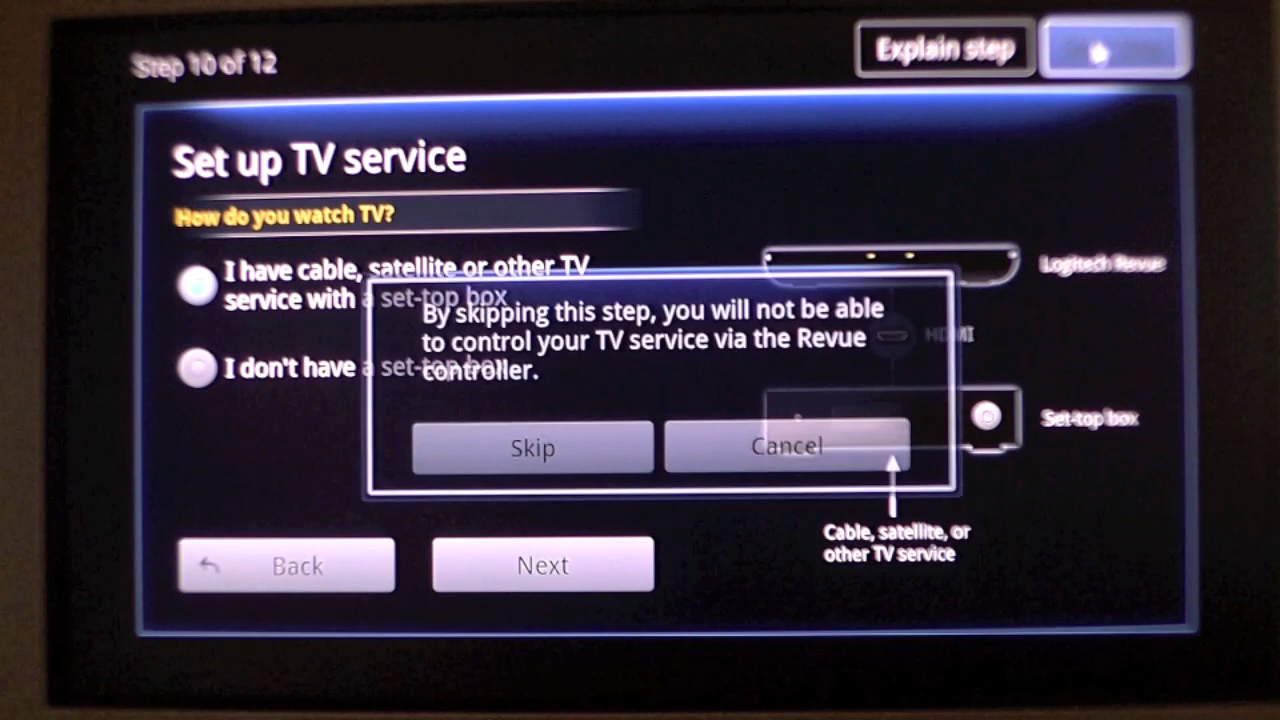 Step 10 of 12
Explain step
Set up TV service
How do you watch TV?
I have cable, satellite or other TV
service with a set-top box
I don't have a set-top box
By skipping this step, you will not be able
to control your TV service via the Revue
controller.
Skip
Cancel
Logitech Revue
HDMI
Set-top box
Cable, satellite, or
other TV service
Back
Next